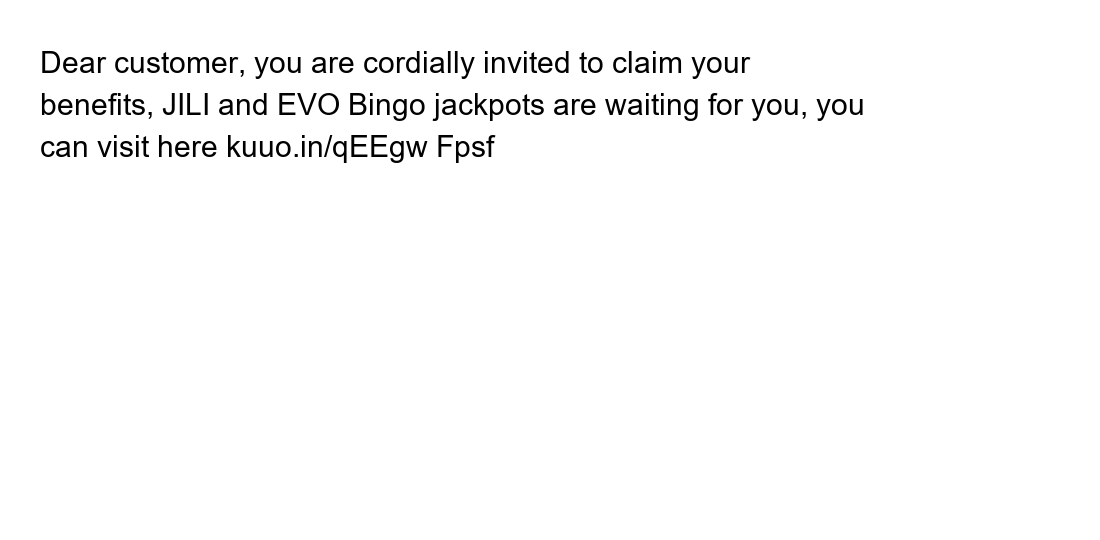 Dear customer, you are cordially invited to claim your
benefits, JILI and EVO Bingo jackpots are waiting for you, you
can visit here kuuo.in/qEEgw Fpsf